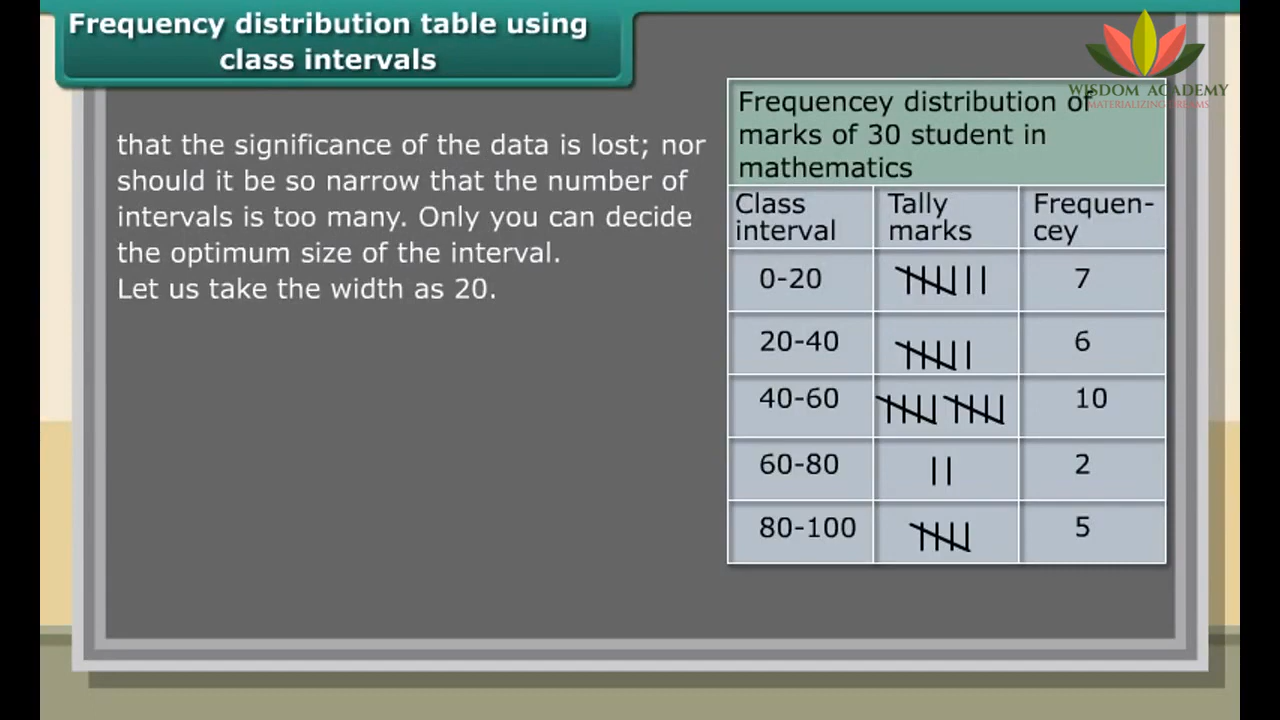 Frequency distribution table using
class intervals
WISDOM ACADEMY
MATERIALIZING DREAMS
that the significance of the data is lost; nor
should it be so narrow that the number of
intervals is too many. Only you can decide
the optimum size of the interval.
Let us take the width as 20.
Frequencey distribution of
marks of 30 student in
mathematics
Class interval Tally marks Frequen-cey
0-20 7
20-40 6
40-60 10
60-80 2
80-100 5